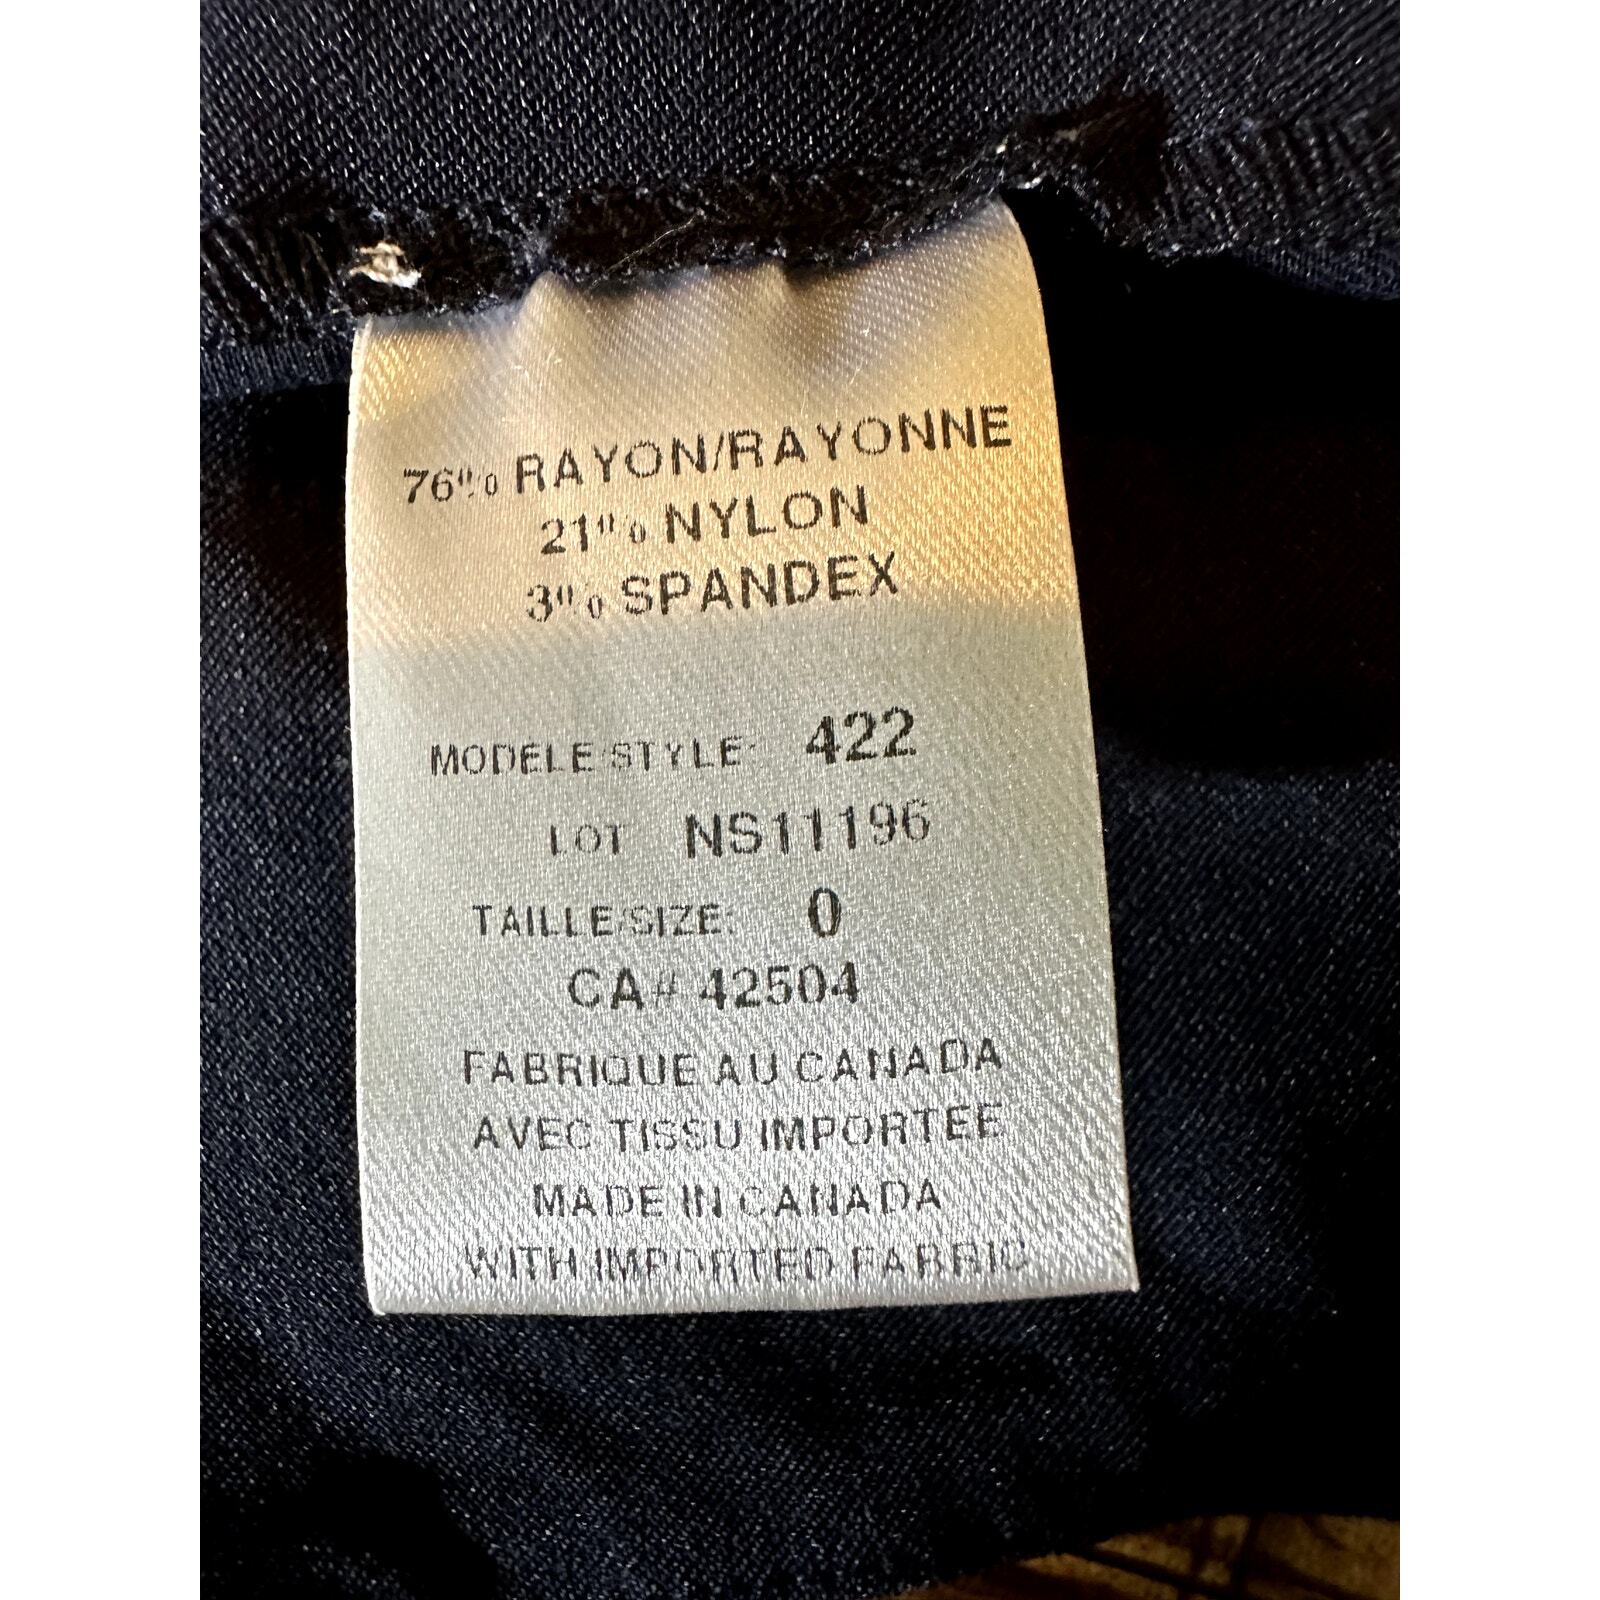 76% RAYON/RAYONNE
21% NYLON
3% SPANDEX
MODELE/STYLE: 422
LOT NS11196
TAILLE/SIZE: 0
CA# 42504
FABRIQUE AU CANADA
AVEC TISSU IMPORTEE
MADE IN CANADA
WITH IMPORTED FABRIC